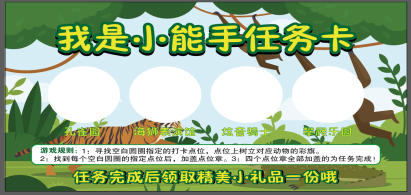 我是小能手任务卡
游戏规则：1：寻找空白圆圈指定的打卡点位，点位上树立对应动物的彩旗。
2：找到每个空白圆圈的指定点位后，加盖点位章。3：四个点位章全部加盖的为任务完成！
任务完成后领取精美小礼品一份哦